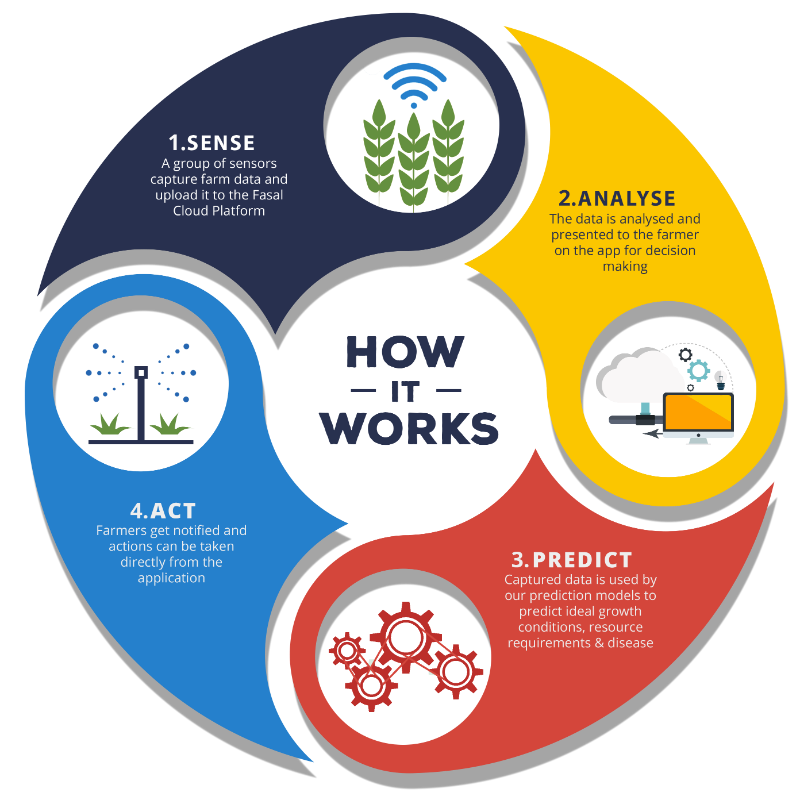 1.SENSE
A group of sensors
capture farm data and
upload it to the Fasal
Cloud Platform
2.ANALYSE
The data is analysed and
presented to the farmer
on the app for decision
making
HOW
IT
WORKS
3.PREDICT
Captured data is used by
our prediction models to
predict ideal growth
conditions, resource
requirements & disease
4.ACT
Farmers get notified and
actions can be taken
directly from the
application